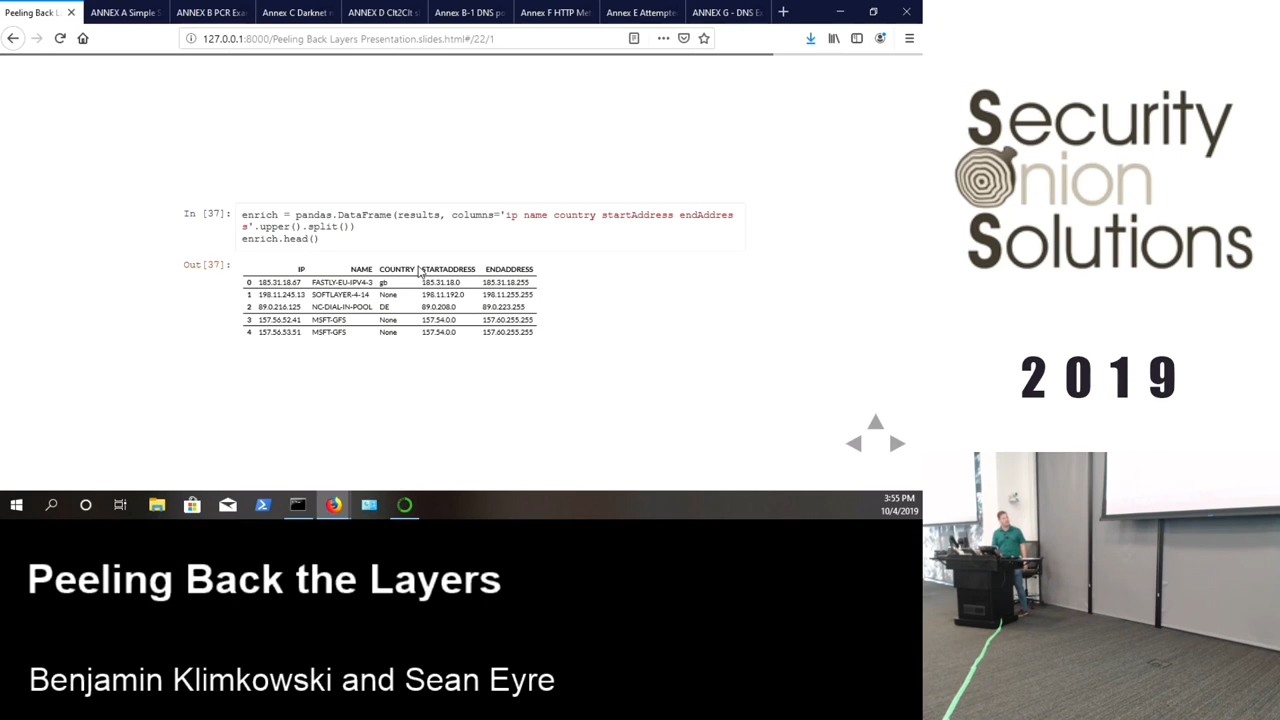 Peeling Back L
ANNEX A Simple S
ANNEX B PCR Exa
Annex C Darknet n
ANNEX D Clt2Clt s
Annex B-1 DNS po
Annex F HTTP Met
Annex E Attempte
ANNEX G - DNS Ex
127.0.0.1:8000/Peeling Back Layers Presentation.slides.html#/22/1
In [37]:
enrich = pandas.DataFrame(results, columns='ip name country startAddress endAddres
s'.upper().split())
enrich.head()
Out[37]:
IP NAME COUNTRY STARTADDRESS ENDADDRESS
0 185.31.18.67 FASTLY-EU-IPV4-3 gb 185.31.18.0 185.31.18.255
1 198.11.245.13 SOFTLAYER-4-14 None 198.11.192.0 198.11.255.255
2 89.0.216.125 NC-DIAL-IN-POOL DE 89.0.208.0 89.0.223.255
3 157.56.52.41 MSFT-GFS None 157.54.0.0 157.60.255.255
4 157.56.53.51 MSFT-GFS None 157.54.0.0 157.60.255.255
3:55 PM
10/4/2019
Security
Onion
Solutions
2019
Peeling Back the Layers
Benjamin Klimkowski and Sean Eyre